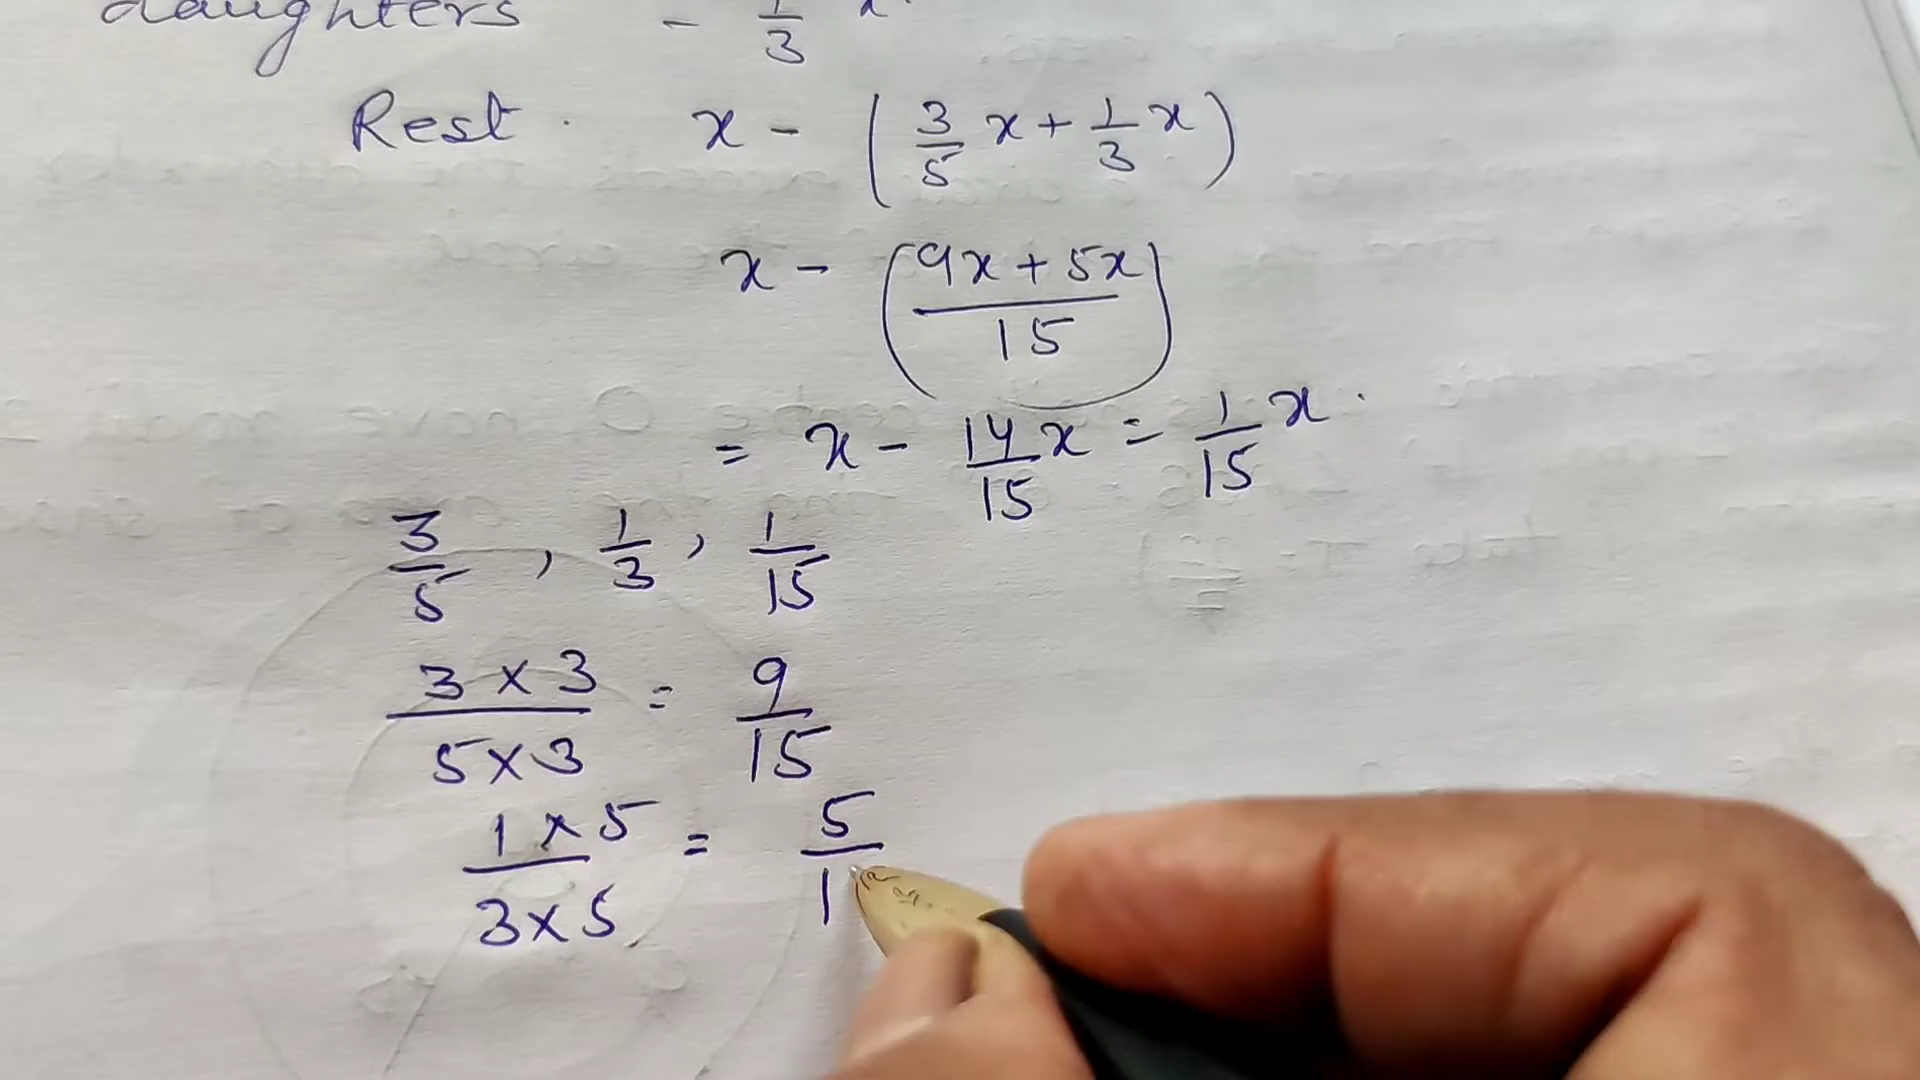 daughters - 1/3 x.
Rest. x - (3/5 x + 1/3 x)
x - (9x + 5x / 15)
= x - 14/15 x = 1/15 x.
3/5 , 1/3 , 1/15
3 x 3 / 5 x 3 = 9/15
1 x 5 / 3 x 5 = 5/1